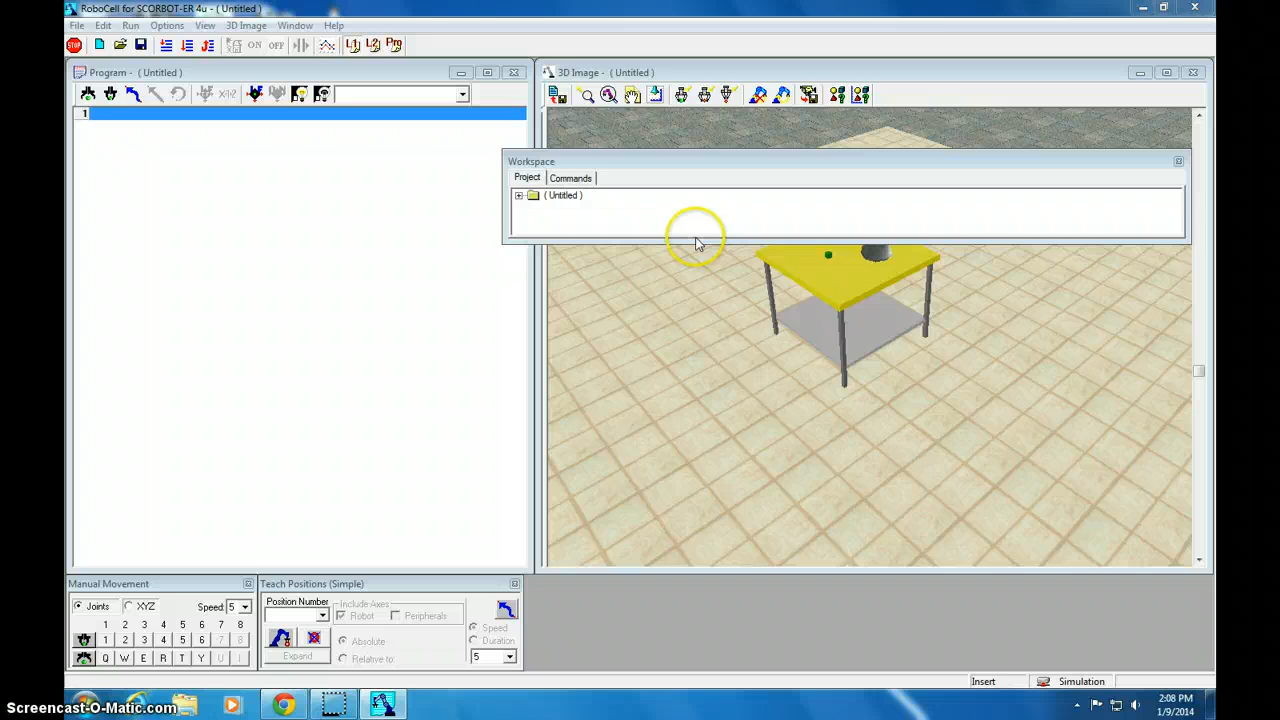 RoboCell for SCORBOT-ER 4u - ( Untitled )
File Edit Run Options View 3D Image Window Help
STOP ON OFF L1 L2 Prg
Program - ( Untitled )
1
3D Image - ( Untitled )
Workspace
Project Commands
( Untitled )
Manual Movement
Joints XYZ Speed: 5
1 2 3 4 5 6 7 8
1 2 3 4 5 6 7 8
Q W E R T Y U I
Teach Positions (Simple)
Position Number
Include Axes
Robot Peripherals
Absolute
Expand
Relative to:
Speed
Duration
5
Insert Simulation
Screencast-O-Matic.com
2:08 PM
1/9/2014